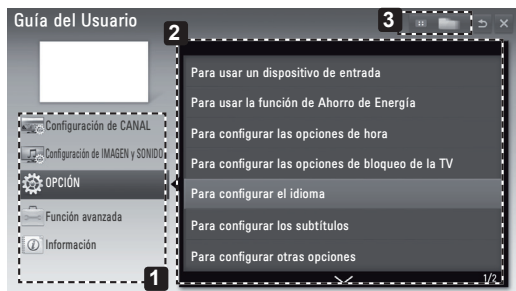 Guía del Usuario
2
3
Para usar un dispositivo de entrada
Para usar la función de Ahorro de Energía
Para configurar las opciones de hora
Para configurar las opciones de bloqueo de la TV
Para configurar el idioma
Para configurar los subtítulos
Para configurar otras opciones
1/2
Configuración de CANAL
Configuración de IMAGEN y SONIDO
OPCIÓN
Función avanzada
Información
1